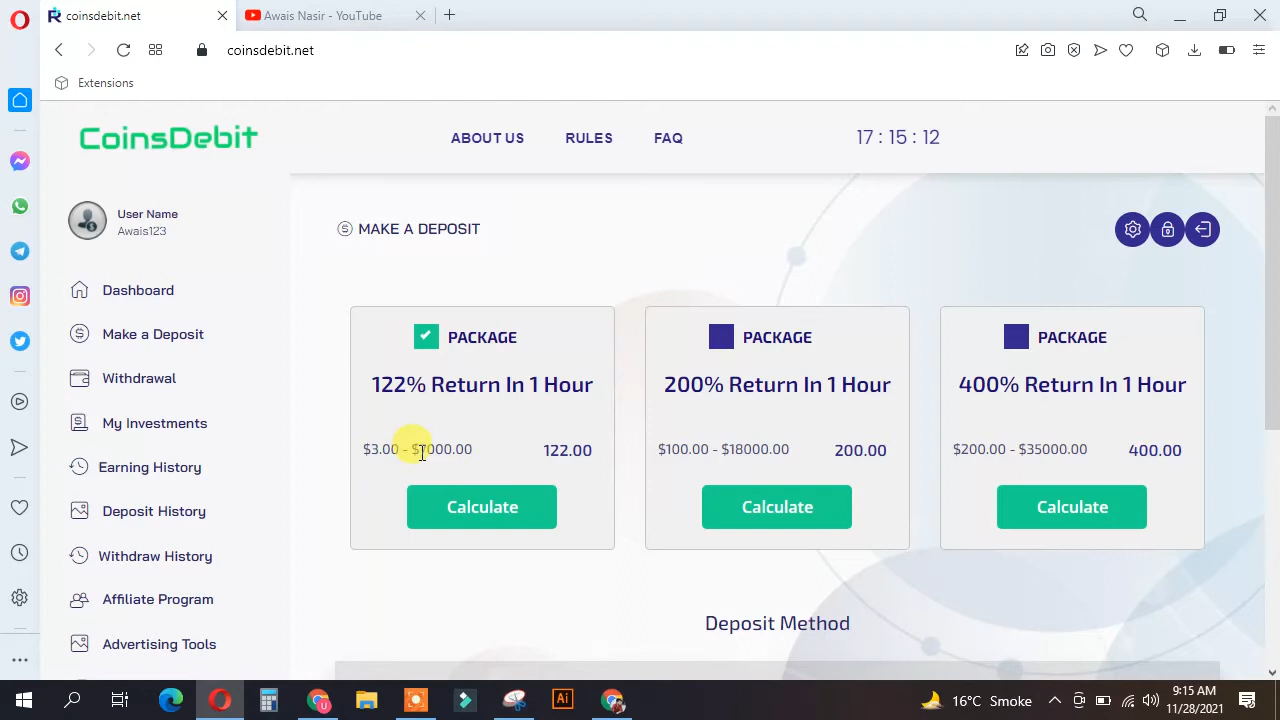 coinsdebit.net
Awais Nasir - YouTube
coinsdebit.net
Extensions
CoinsDebit
ABOUT US
RULES
FAQ
17 : 15 : 12
User Name
Awais123
MAKE A DEPOSIT
Dashboard
Make a Deposit
Withdrawal
My Investments
Earning History
Deposit History
Withdraw History
Affiliate Program
Advertising Tools
PACKAGE
122% Return In 1 Hour
$3.00 - $7000.00
122.00
Calculate
PACKAGE
200% Return In 1 Hour
$100.00 - $18000.00
200.00
Calculate
PACKAGE
400% Return In 1 Hour
$200.00 - $35000.00
400.00
Calculate
Deposit Method
U
Ai
16°C Smoke
9:15 AM
11/28/2021